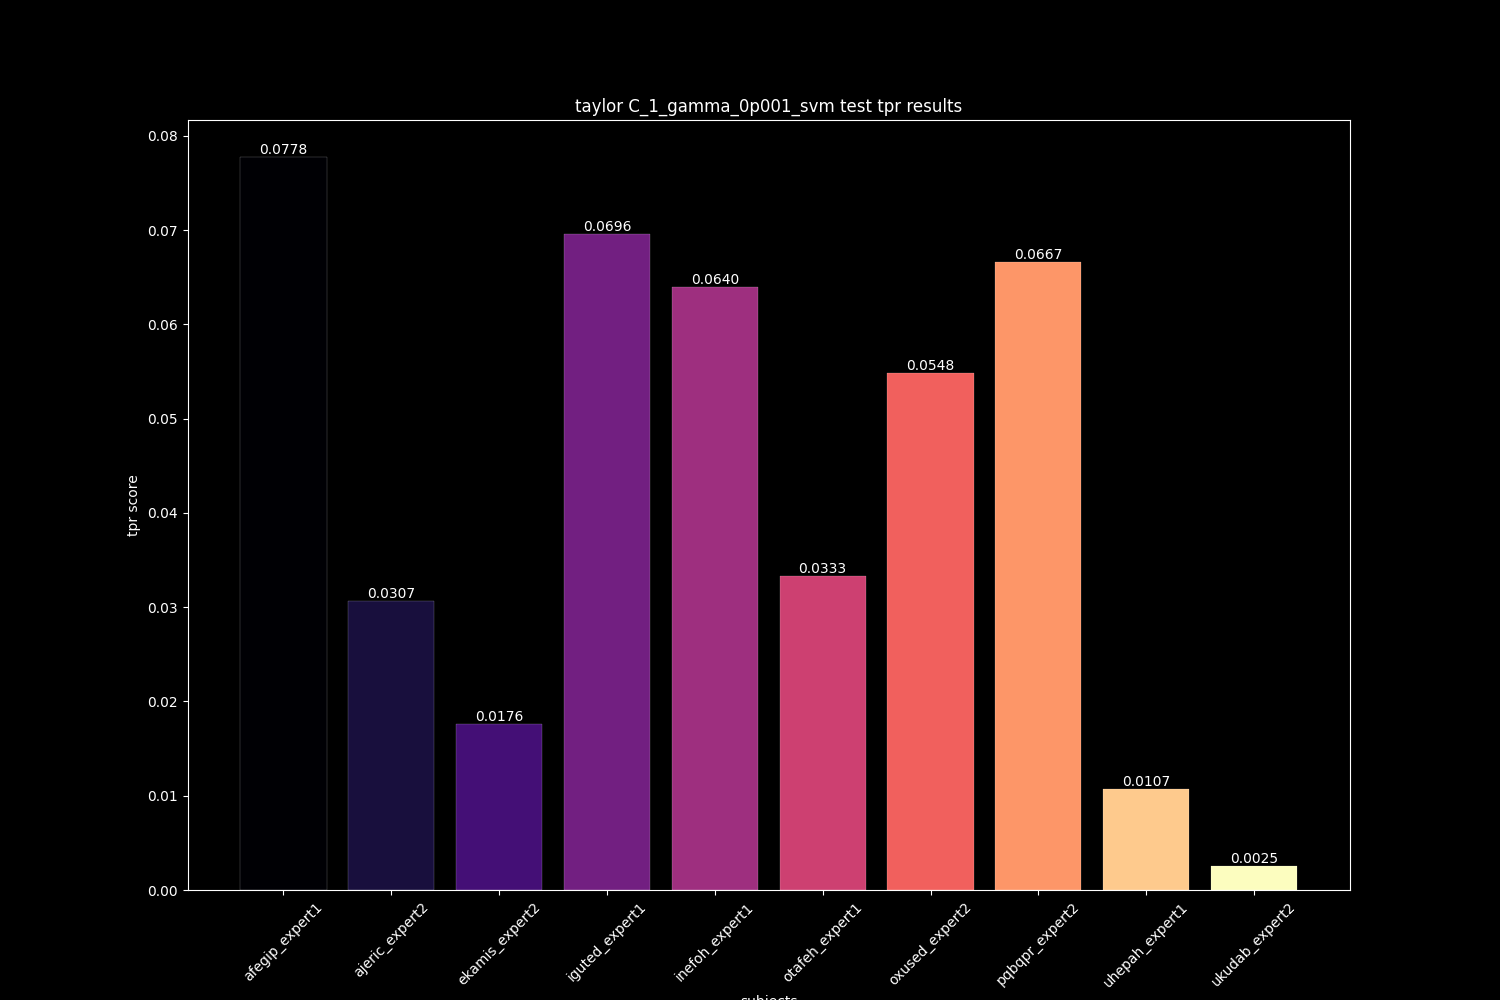 taylor C_1_gamma_0p001_svm test tpr results
0.08
0.07
0.06
0.05
0.04
0.03
0.02
0.01
0.00
tpr score
0.0778
0.0307
0.0176
0.0696
0.0640
0.0333
0.0548
0.0667
0.0107
0.0025
afegip_expert1
ajeric_expert2
ekamis_expert2
iguted_expert1
inefoh_expert1
otafeh_expert1
oxused_expert2
pqbqpr_expert2
uhepah_expert1
ukudab_expert2
subjects